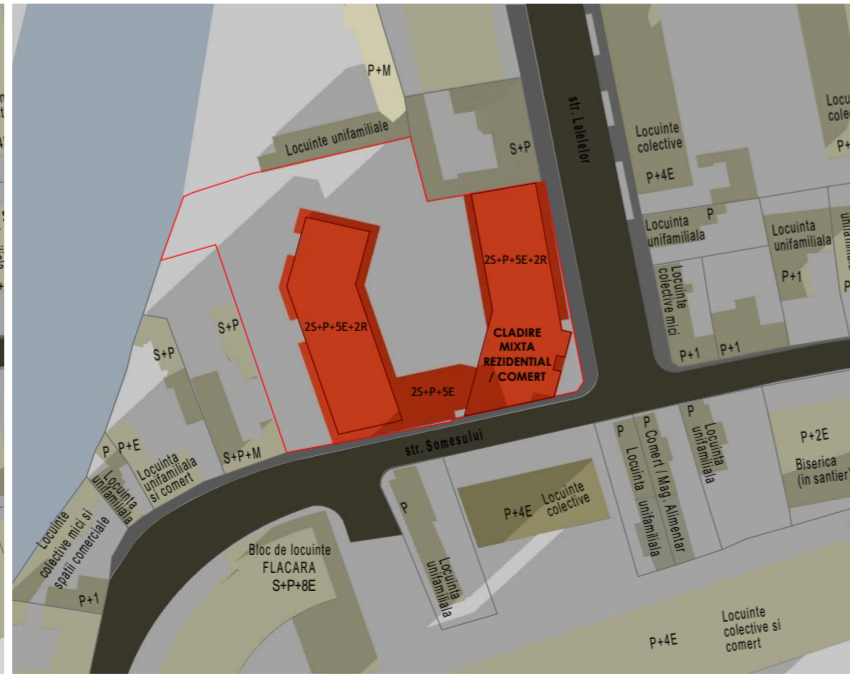 P+M
Locuinte unifamiliale
S+P
str. Lalelelor
Locuinte
colective
P+4E
Locuinta P
unifamiliala
Locuinta
unifamiliala
P+1
Locuinte
colective mici
P+1
P+1
2S+P+5E+2R
2S+P+5E+2R
CLADIRE
MIXTA
REZIDENTIAL
/ COMERT
2S+P+5E
S+P
S+P
S+P+M
P
P+E
Locuinta
unifamiliala
si comert
Locuinta
unifamiliala
Locuinte
colective mici si
spatii comerciale
P+1
str. Somesului
Bloc de locuinte
FLACARA
S+P+8E
P
Locuinta
unifamiliala
P+4E
Locuinte
colective
P
Locuinta
unifamiliala
P
Comert / Mag. Alimentar
P
Locuinta
unifamiliala
P+2E
Biserica
(in santier)
P+4E
Locuinte
colective si
comert